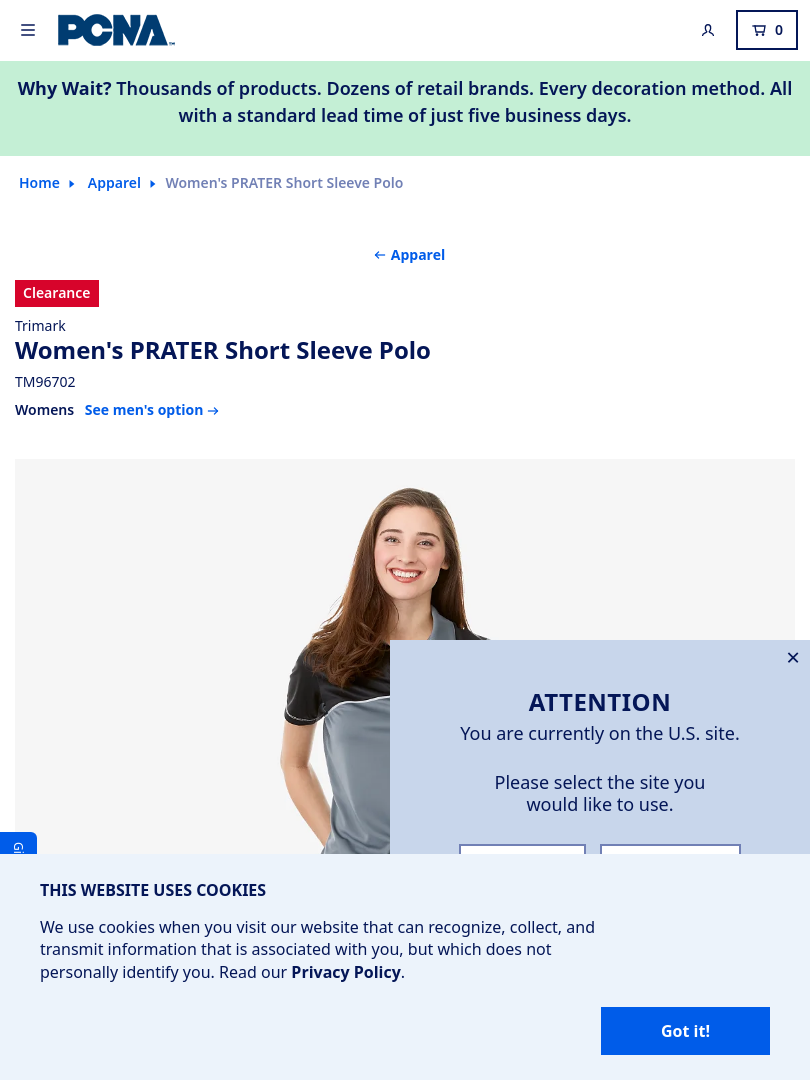 PCNA
0
Why Wait? Thousands of products. Dozens of retail brands. Every decoration method. All
with a standard lead time of just five business days.
Home
Apparel
Women's PRATER Short Sleeve Polo
Apparel
Clearance
Trimark
Women's PRATER Short Sleeve Polo
TM96702
Womens See men's option
ATTENTION
You are currently on the U.S. site.
Please select the site you
would like to use.
THIS WEBSITE USES COOKIES
We use cookies when you visit our website that can recognize, collect, and
transmit information that is associated with you, but which does not
personally identify you. Read our Privacy Policy.
Got it!